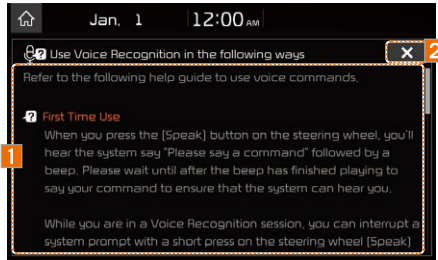 Jan. 1 12:00 AM
Use Voice Recognition in the following ways
2
Refer to the following help guide to use voice commands.
First Time Use
When you press the [Speak] button on the steering wheel, you'll
hear the system say "Please say a command" followed by a
1
beep. Please wait until after the beep has finished playing to
say your command to ensure that the system can hear you.
While you are in a Voice Recognition session, you can interrupt a
system prompt with a short press on the steering wheel [Speak]